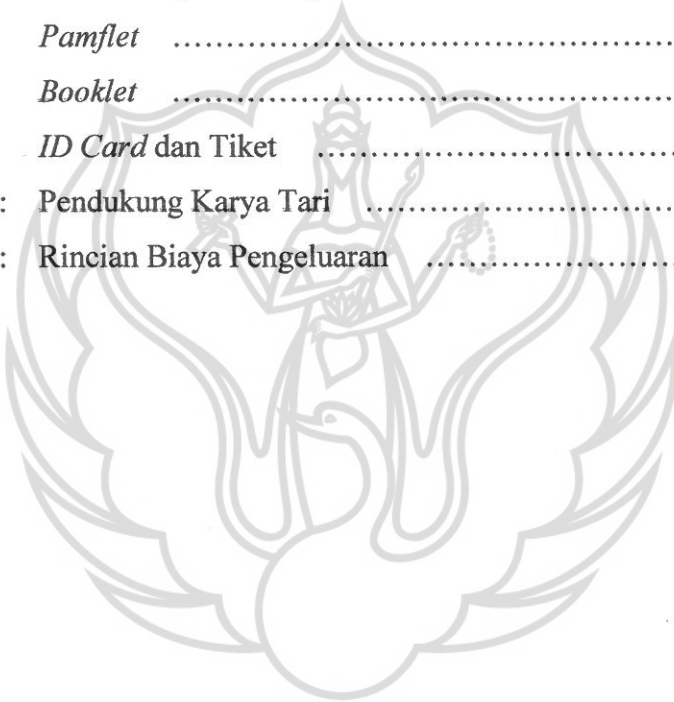 Pamflet ......................................................
Booklet ......................................................
ID Card dan Tiket ........................................
: Pendukung Karya Tari ...................................
: Rincian Biaya Pengeluaran ............................